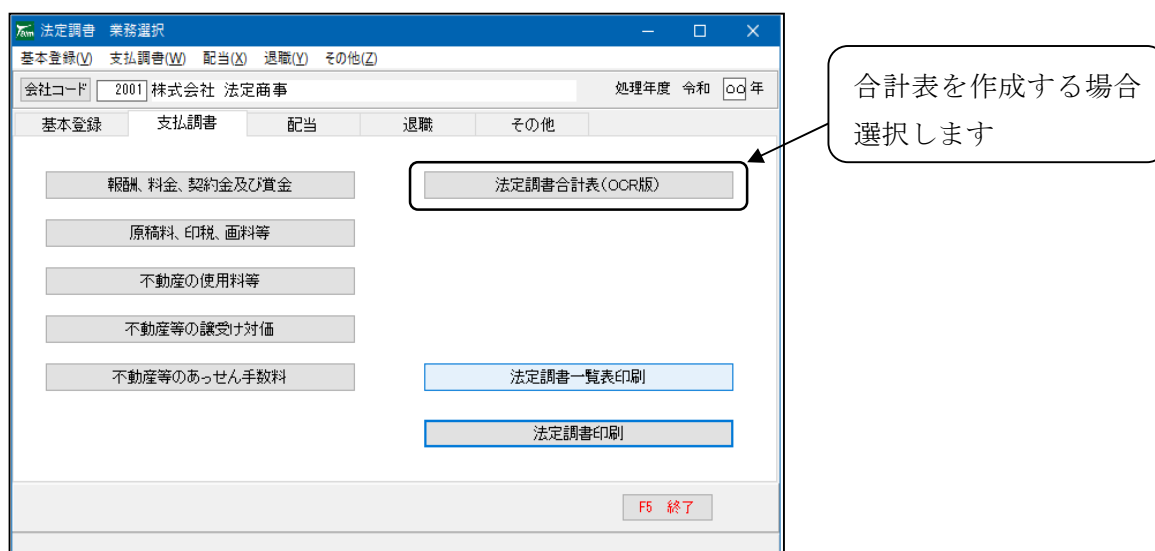 Team 法定調書 業務選択
基本登録(V) 支払調書(W) 配当(X) 退職(Y) その他(Z)
会社コード 2001 株式会社 法定商事 処理年度 令和 ○○ 年
基本登録 支払調書 配当 退職 その他
報酬、料金、契約金及び賞金 法定調書合計表(OCR版)
原稿料、印税、画料等
不動産の使用料等
不動産等の譲受け対価
不動産等のあっせん手数料 法定調書一覧表印刷
法定調書印刷
F5 終了
合計表を作成する場合
選択します